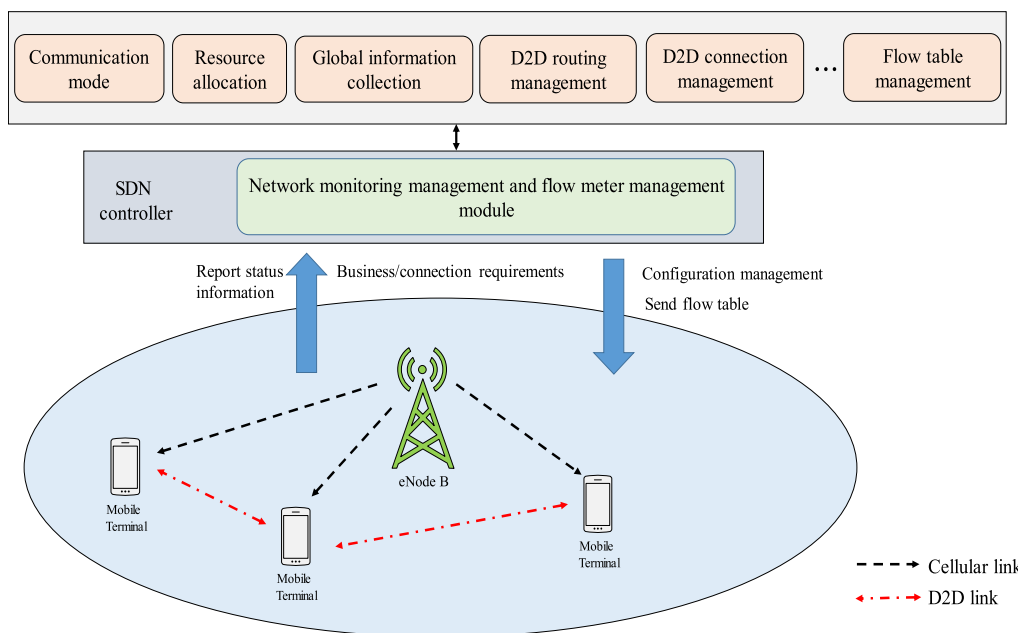 Communication
mode
Resource
allocation
Global information
collection
D2D routing
management
D2D connection
management
...
Flow table
management
SDN
controller
Network monitoring management and flow meter management
module
Report status
information
Business/connection requirements
Configuration management
Send flow table
eNode B
Mobile
Terminal
Mobile
Terminal
Mobile
Terminal
Cellular link
D2D link